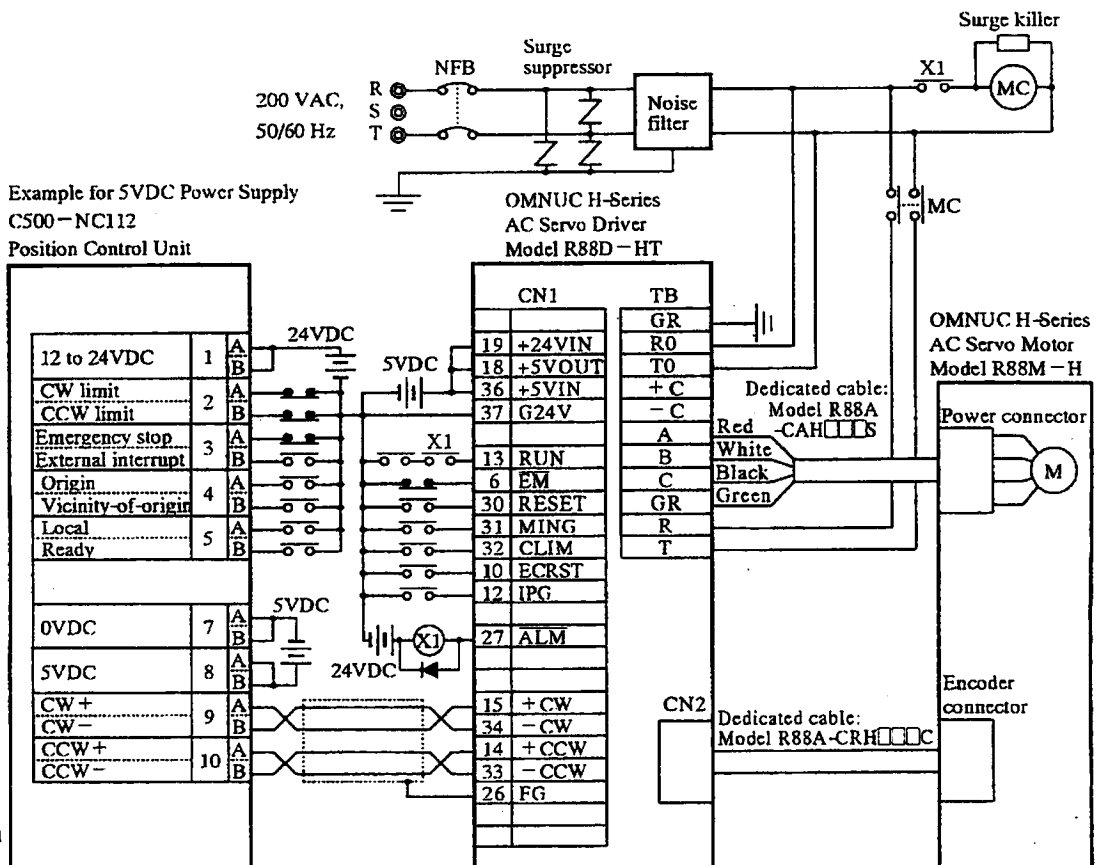 Surge killer
Surge
suppressor
NFB
X1
MC
R
S
T
200 VAC,
50/60 Hz
Noise
filter
MC
Example for 5VDC Power Supply
C500-NC112
Position Control Unit
OMNUC H-Series
AC Servo Driver
Model R88D-HT
OMNUC H-Series
AC Servo Motor
Model R88M-H
12 to 24VDC 1 A B
CW limit 2 A
CCW limit B
Emergency stop 3 A
External interrupt B
Origin 4 A
Vicinity-of-origin B
Local 5 A
Ready B
0VDC 7 A B
5VDC 8 A B
CW+ 9 A
CW- B
CCW+ 10 A
CCW- B
24VDC
5VDC
5VDC
X1
X1
24VDC
CN1
19 +24VIN
18 +5VOUT
36 +5VIN
37 G24V
13 RUN
6 EM
30 RESET
31 MING
32 CLIM
10 ECRST
12 IPG
27 ALM
15 +CW
34 -CW
14 +CCW
33 -CCW
26 FG
TB
GR
R0
T0
+C
-C
A
B
C
GR
R
T
Red
White
Black
Green
Dedicated cable:
Model R88A
-CAH□□□S
Power connector
M
CN2
Dedicated cable:
Model R88A-CRH□□□C
Encoder
connector